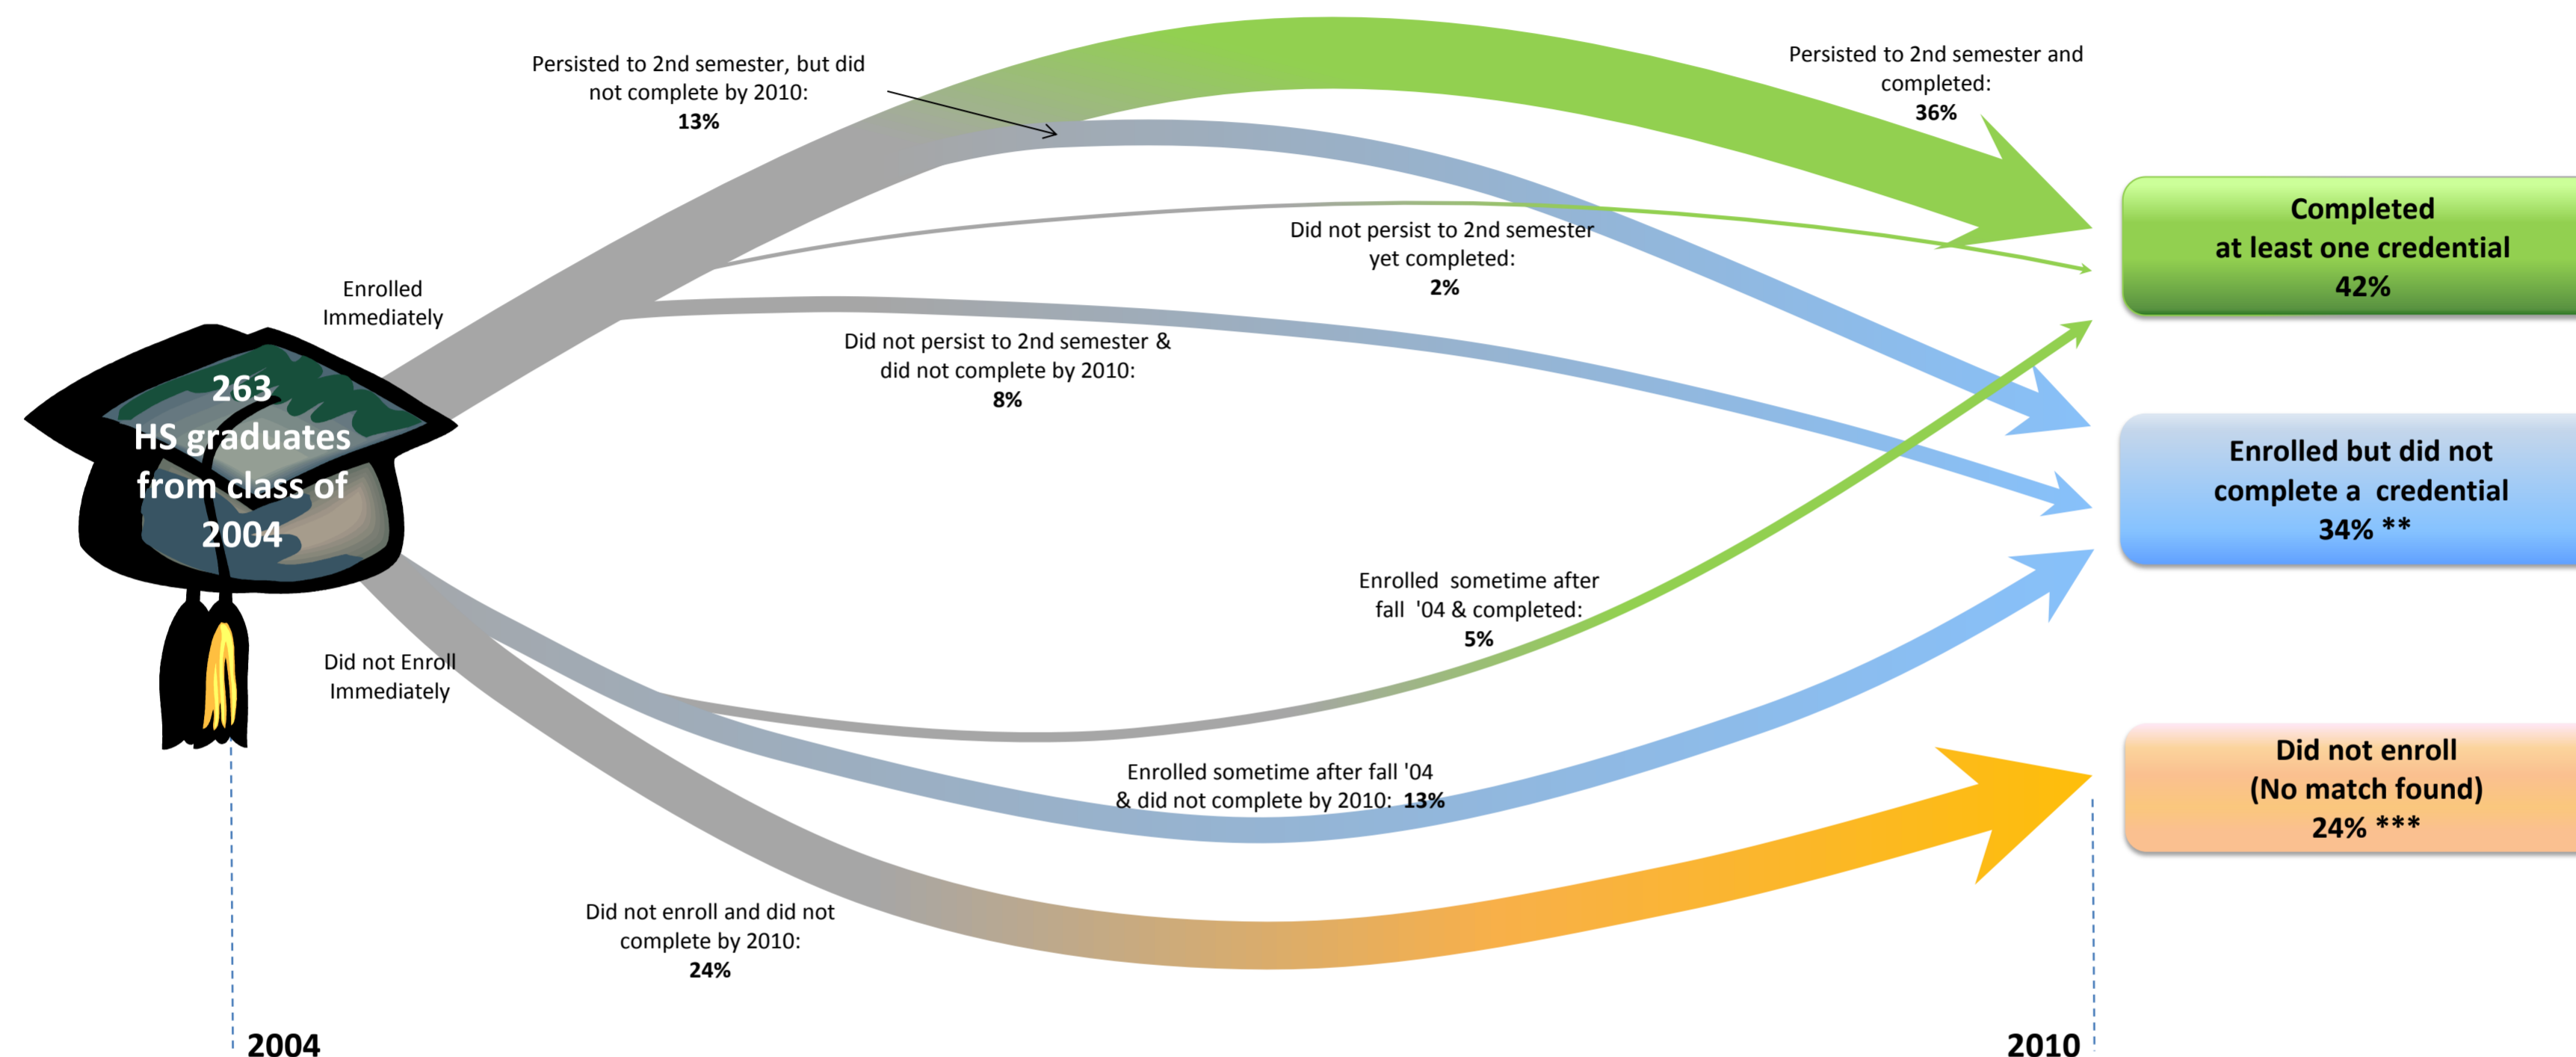 Persisted to 2nd semester, but did
not complete by 2010:
13%
Persisted to 2nd semester and
completed:
36%
Completed
at least one credential
42%
Did not persist to 2nd semester
yet completed:
2%
Enrolled
Immediately
Did not persist to 2nd semester &
did not complete by 2010:
8%
263
HS graduates
from class of
2004
Enrolled but did not
complete a  credential
34% **
Enrolled  sometime after
fall  '04 & completed:
5%
Did not Enroll
Immediately
Enrolled sometime after fall '04
& did not complete by 2010:  13%
Did not enroll
(No match found)
24% ***
Did not enroll and did not
complete by 2010:
24%
2004
2010